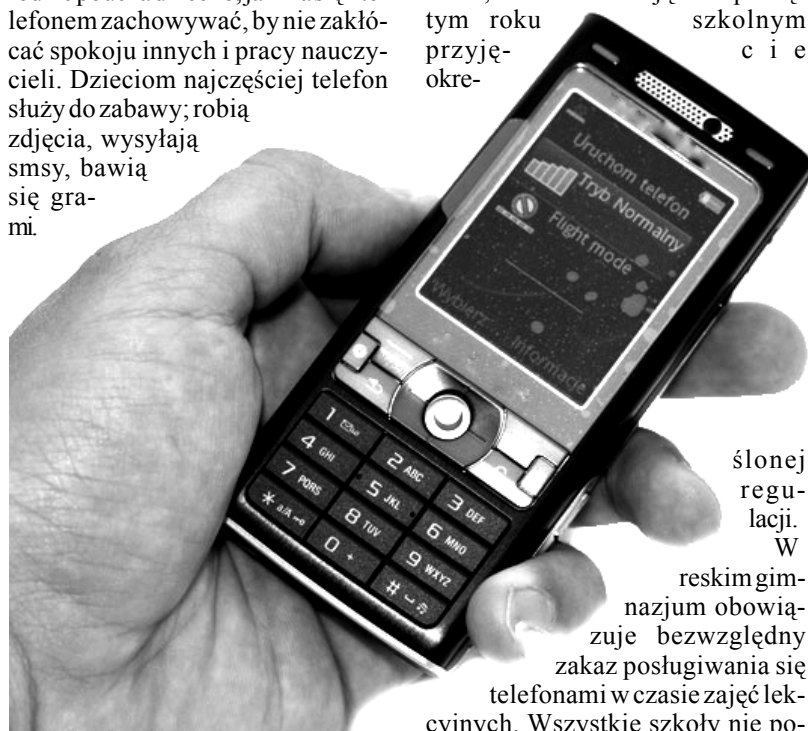 lefonem zachowywać, by nie zakłó-
cać spokoju innych i pracy nauczy-
cieli. Dzieciom najczęściej telefon
służy do zabawy; robią
zdjęcia, wysyłają
smsy, bawią
się gra-
mi.
tym roku szkolnym
przyję- cie
okre-
Uruchom telefon
Tryb Normalny
Flight mode
Wybierz
Informacje
1
2 ABC
3 DEF
4 GHI
5 JKL
6 MNO
7 PQRS
8 TUV
9 WXYZ
* a/A
0 +
#
ślonej
regu-
lacji.
W
reskim gim-
nazjum obowią-
zuje bezwzględny
zakaz posługiwania się
telefonami w czasie zajęć lek-
cyjnych. Wszystkie szkoły nie po-